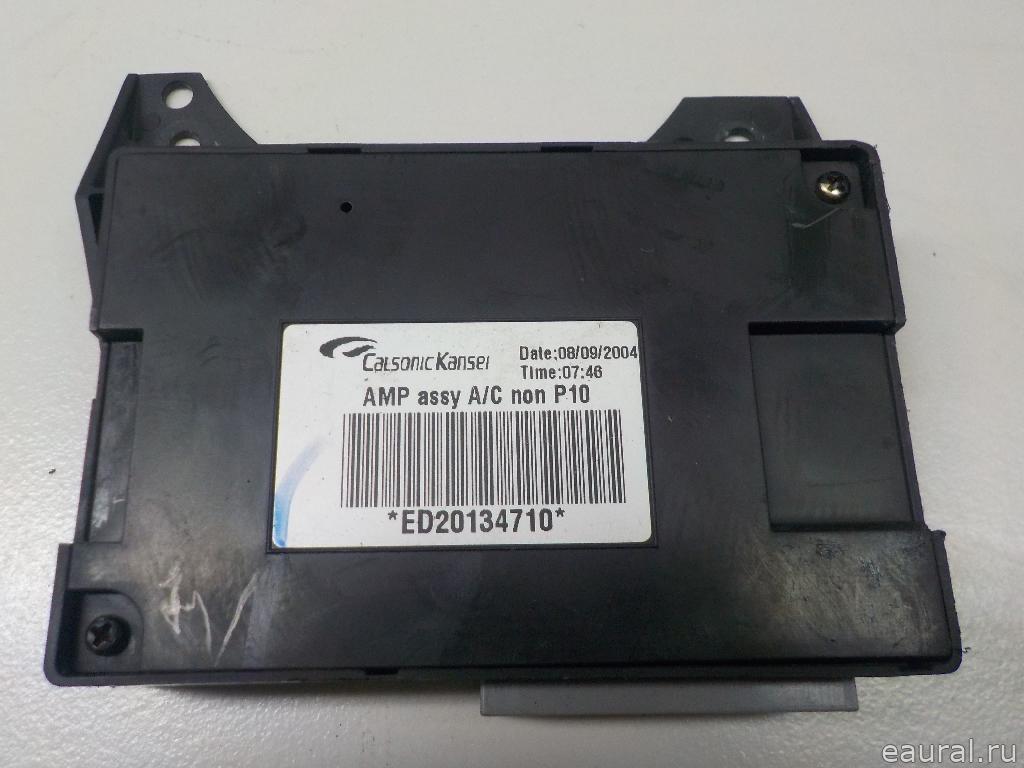 CalsonicKansei
Date;08/09/2004
Time:07:46
AMP assy A/C non P10
*ED20134710*
eaural.ru